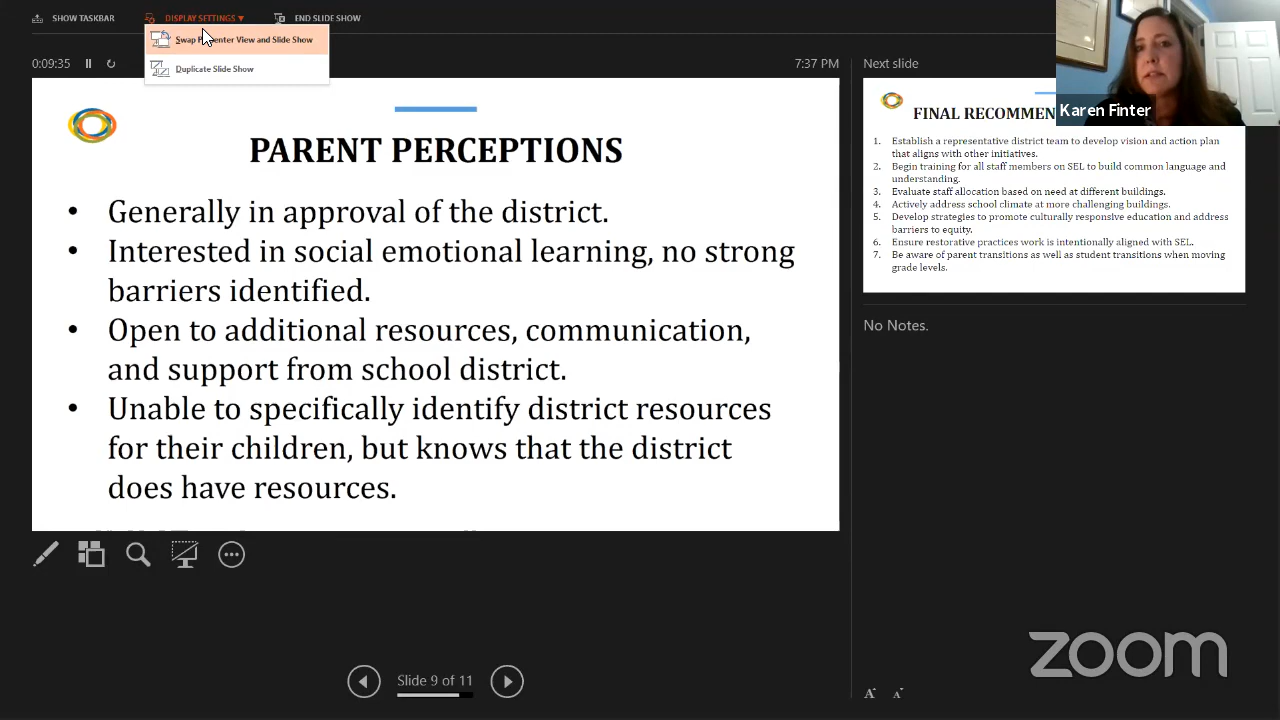 SHOW TASKBAR
DISPLAY SETTINGS ▼
END SLIDE SHOW
Swap enter View and Slide Show
Duplicate Slide Show
0:09:35
7:37 PM
Next slide
PARENT PERCEPTIONS
• Generally in approval of the district.
• Interested in social emotional learning, no strong
barriers identified.
• Open to additional resources, communication,
and support from school district.
• Unable to specifically identify district resources
for their children, but knows that the district
does have resources.
FINAL RECOMMEN
1. Establish a representative district team to develop vision and action plan
that aligns with other initiatives.
2. Begin training for all staff members on SEL to build common language and
understanding.
3. Evaluate staff allocation based on need at different buildings.
4. Actively address school climate at more challenging buildings.
5. Develop strategies to promote culturally responsive education and address
barriers to equity.
6. Ensure restorative practices work is intentionally aligned with SEL.
7. Be aware of parent transitions as well as student transitions when moving
grade levels.
Karen Finter
No Notes.
Slide 9 of 11
A A
zoom